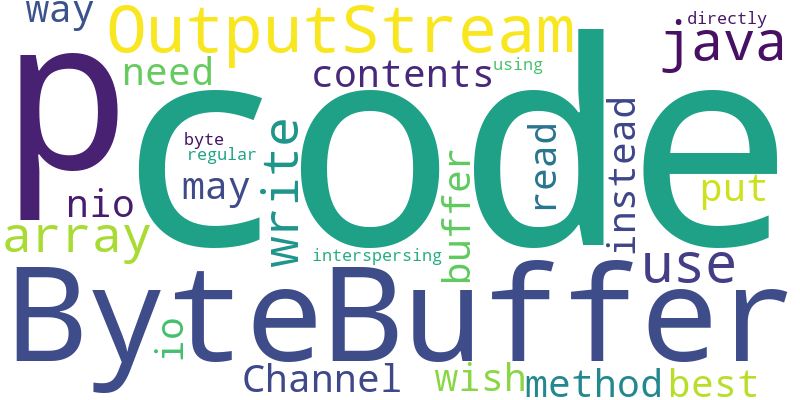 way
OutputStream
directly
java
need
contents
using
p
code
byte
regular
write
may
read
instead
nio
put
array
buffer
interspersing
use
ByteBuffer
io
Channel
wish
method
best